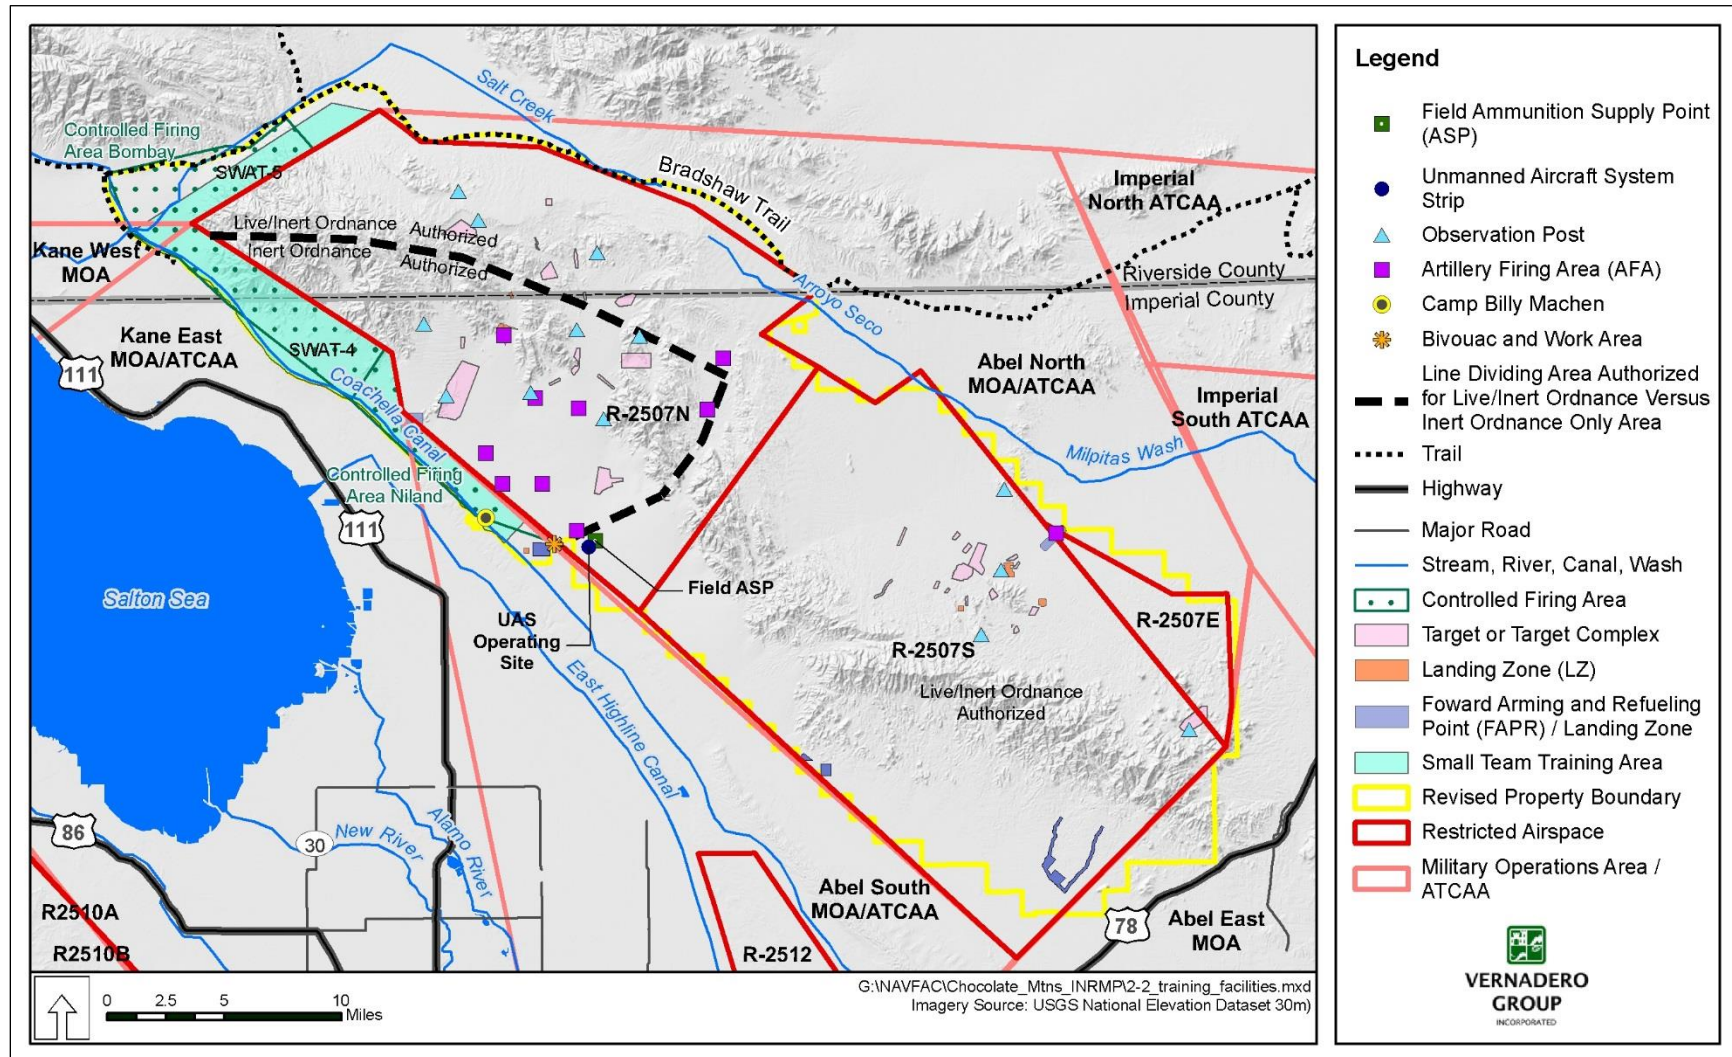 Salt Creek
Controlled Firing
Area Bombay
SWAT-5
Bradshaw Trail
Imperial
North ATCAA
Live/Inert Ordnance
Authorized
Inert Ordnance
Authorized
Kane West
MOA
Riverside County
Imperial County
Arroyo Seco
Kane East
MOA/ATCAA
SWAT-4
111
Coachella Canal
Abel North
MOA/ATCAA
Imperial
South ATCAA
R-2507N
Milpitas Wash
Controlled Firing
Area Niland
111
Salton Sea
Field ASP
UAS
Operating
Site
R-2507E
R-2507S
Live/Inert Ordnance
Authorized
East Highline Canal
86
30
New River
Alamo River
Abel South
MOA/ATCAA
78
Abel East
MOA
R2510A
R2510B
R-2512
0
2.5
5
10
Miles
G:\NAVFAC\Chocolate_Mtns_INRMP\2-2_training_facilities.mxd
Imagery Source: USGS National Elevation Dataset 30m)
Legend
Field Ammunition Supply Point
(ASP)
Unmanned Aircraft System
Strip
Observation Post
Artillery Firing Area (AFA)
Camp Billy Machen
Bivouac and Work Area
Line Dividing Area Authorized
for Live/Inert Ordnance Versus
Inert Ordnance Only Area
Trail
Highway
Major Road
Stream, River, Canal, Wash
Controlled Firing Area
Target or Target Complex
Landing Zone (LZ)
Foward Arming and Refueling
Point (FAPR) / Landing Zone
Small Team Training Area
Revised Property Boundary
Restricted Airspace
Military Operations Area /
ATCAA
VERNADERO
GROUP
INCORPORATED